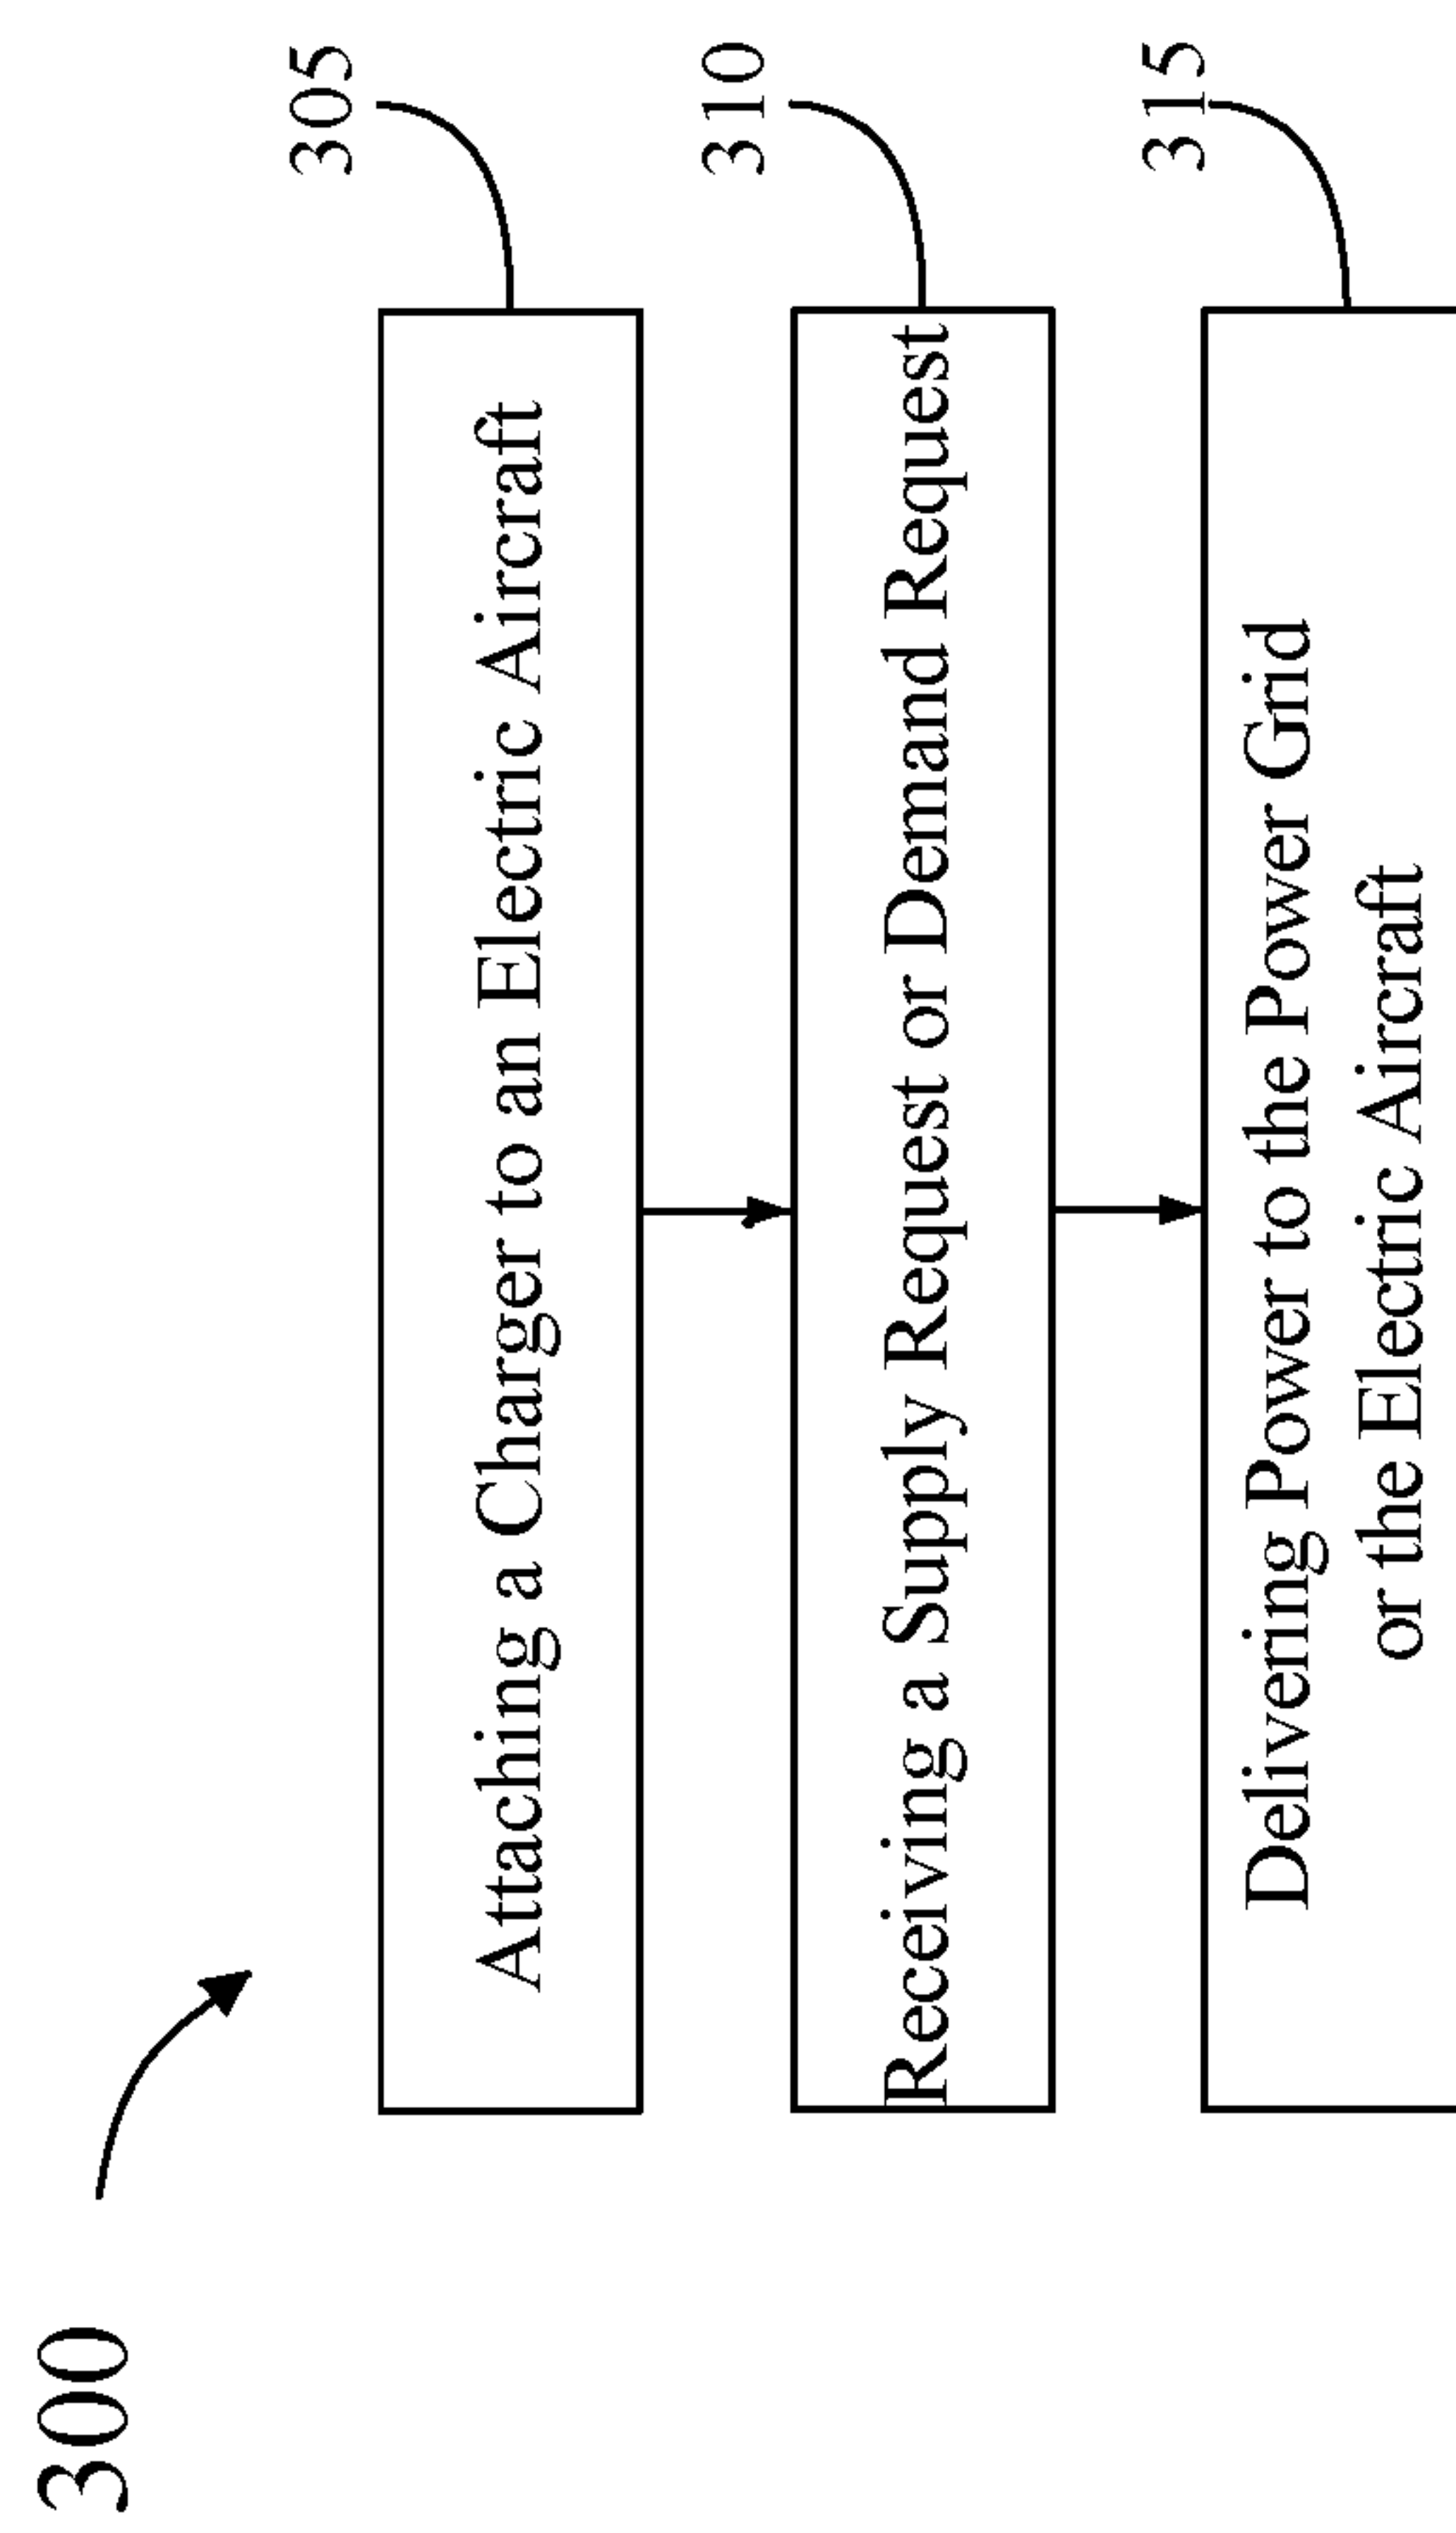 300
305
Attaching a Charger to an Electric Aircraft
310
Receiving a Supply Request or Demand Request
315
Delivering Power to the Power Grid
or the Electric Aircraft